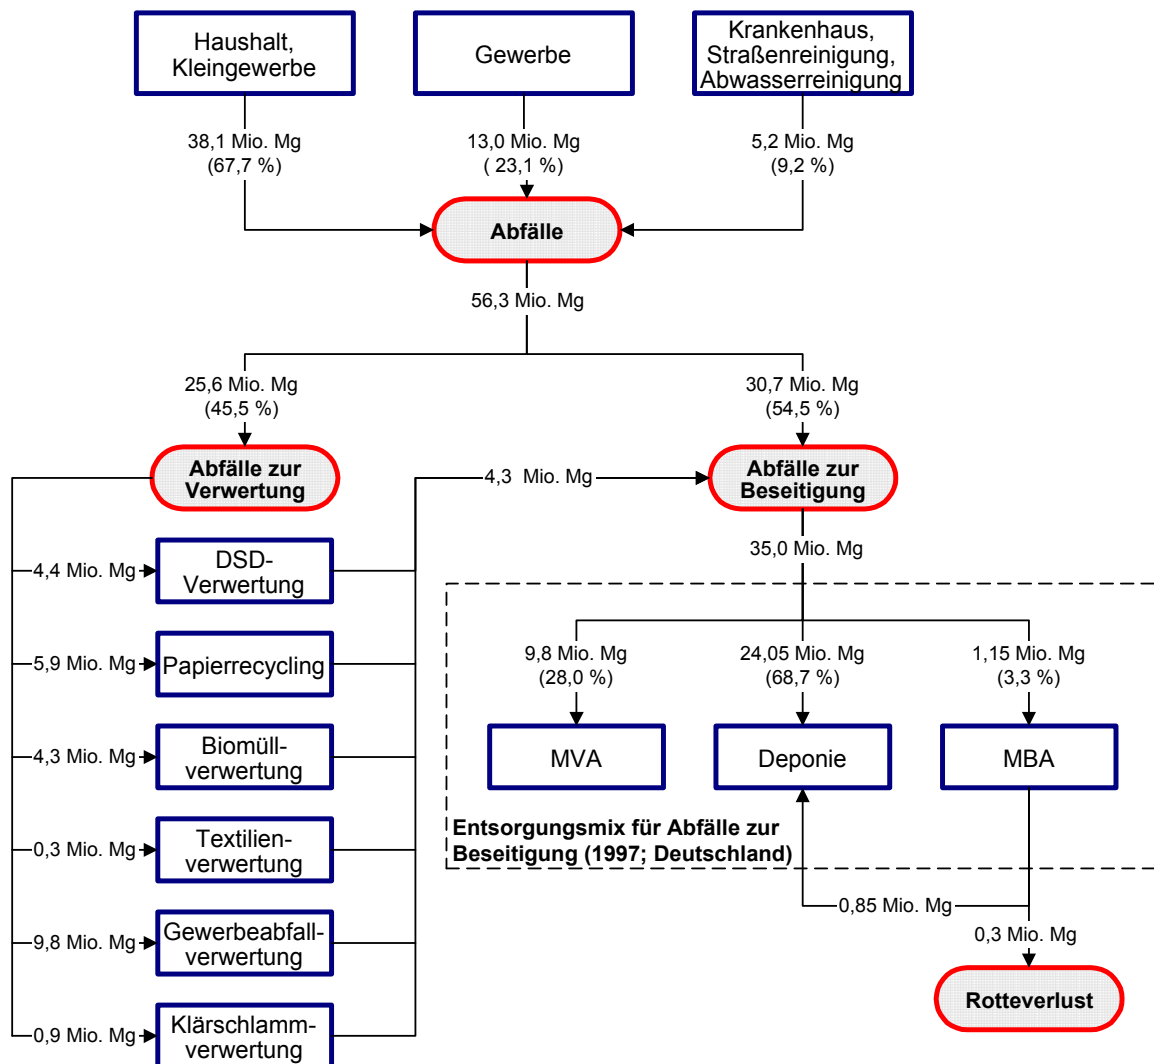 Haushalt,
Kleingewerbe
Gewerbe
Krankenhaus,
Straßenreinigung,
Abwasserreinigung
38,1 Mio. Mg
(67,7 %)
13,0 Mio. Mg
( 23,1 %)
5,2 Mio. Mg
(9,2 %)
Abfälle
56,3 Mio. Mg
25,6 Mio. Mg
(45,5 %)
30,7 Mio. Mg
(54,5 %)
Abfälle zur
Verwertung
4,3 Mio. Mg
Abfälle zur
Beseitigung
35,0 Mio. Mg
4,4 Mio. Mg
DSD-
Verwertung
5,9 Mio. Mg
Papierrecycling
4,3 Mio. Mg
Biomüll-
verwertung
0,3 Mio. Mg
Textilien-
verwertung
9,8 Mio. Mg
Gewerbeabfall-
verwertung
0,9 Mio. Mg
Klärschlamm-
verwertung
9,8 Mio. Mg
(28,0 %)
24,05 Mio. Mg
(68,7 %)
1,15 Mio. Mg
(3,3 %)
MVA
Deponie
MBA
Entsorgungsmix für Abfälle zur
Beseitigung (1997; Deutschland)
0,85 Mio. Mg
0,3 Mio. Mg
Rotteverlust